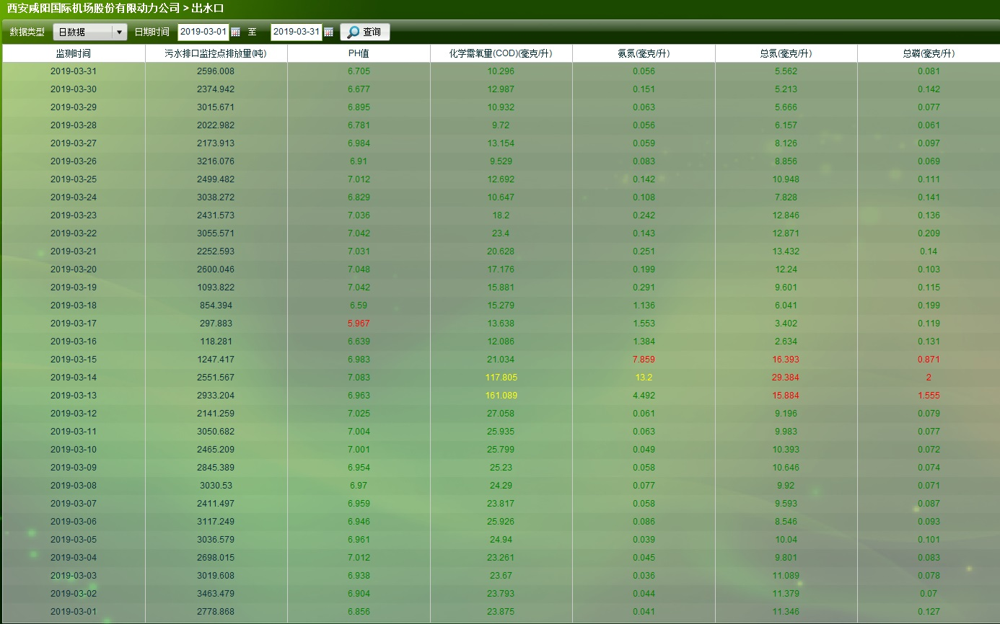 西安咸阳国际机场股份有限动力公司 > 出水口
数据类型 日数据 日期时间 2019-03-01 至 2019-03-31 查询
监测时间 污水排口监控点排放量(吨) PH值 化学需氧量(COD)(毫克/升) 氨氮(毫克/升) 总氮(毫克/升) 总磷(毫克/升)
2019-03-31 2596.008 6.705 10.296 0.056 5.562 0.081
2019-03-30 2374.942 6.677 12.987 0.151 5.213 0.142
2019-03-29 3015.671 6.895 10.932 0.063 5.666 0.077
2019-03-28 2022.982 6.781 9.72 0.056 6.157 0.061
2019-03-27 2173.913 6.984 13.154 0.059 8.126 0.097
2019-03-26 3216.076 6.91 9.529 0.083 8.856 0.069
2019-03-25 2499.482 7.012 12.692 0.142 10.948 0.111
2019-03-24 3038.272 6.829 10.647 0.108 7.828 0.141
2019-03-23 2431.573 7.036 18.2 0.242 12.846 0.136
2019-03-22 3055.571 7.042 23.4 0.143 12.871 0.209
2019-03-21 2252.593 7.031 20.628 0.251 13.432 0.14
2019-03-20 2600.046 7.048 17.176 0.199 12.24 0.103
2019-03-19 1093.822 7.042 15.881 0.291 9.601 0.115
2019-03-18 854.394 6.59 15.279 1.136 6.041 0.199
2019-03-17 297.883 5.967 13.638 1.553 3.402 0.119
2019-03-16 118.281 6.639 12.086 1.384 2.634 0.131
2019-03-15 1247.417 6.983 21.034 7.859 16.393 0.871
2019-03-14 2551.567 7.083 117.805 13.2 29.384 2
2019-03-13 2933.204 6.963 161.089 4.492 15.884 1.555
2019-03-12 2141.259 7.025 27.058 0.061 9.196 0.079
2019-03-11 3050.682 7.004 25.935 0.063 9.983 0.077
2019-03-10 2465.209 7.001 25.799 0.049 10.393 0.072
2019-03-09 2845.389 6.954 25.23 0.058 10.646 0.074
2019-03-08 3030.53 6.97 24.29 0.077 9.92 0.071
2019-03-07 2411.497 6.959 23.817 0.058 9.593 0.087
2019-03-06 3117.249 6.946 25.926 0.086 8.546 0.093
2019-03-05 3036.579 6.961 24.94 0.039 10.04 0.101
2019-03-04 2698.015 7.012 23.261 0.045 9.801 0.083
2019-03-03 3019.608 6.938 23.67 0.036 11.089 0.078
2019-03-02 3463.479 6.904 23.793 0.044 11.379 0.07
2019-03-01 2778.868 6.856 23.875 0.041 11.346 0.127